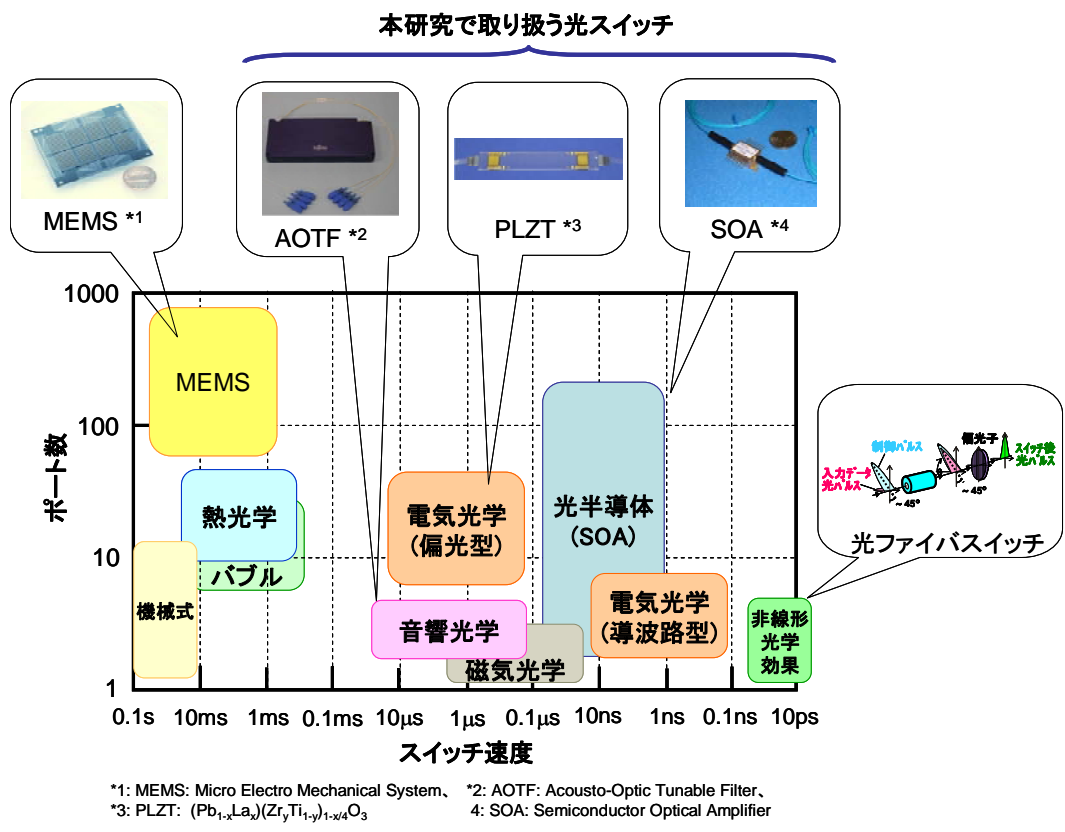 本研究で取り扱う光スイッチ
MEMS *1
AOTF *2
PLZT *3
SOA *4
1000
100
10
1
ポート数
MEMS
熱光学
バブル
機械式
電気光学
(偏光型)
音響光学
磁気光学
光半導体
(SOA)
電気光学
(導波路型)
非線形
光学
効果
制御パルス
偏光子
スイッチ後
光パルス
入力データ
光パルス
~45°
~45°
光ファイバスイッチ
0.1s 10ms 1ms 0.1ms 10μs 1μs 0.1μs 10ns 1ns 0.1ns 10ps
スイッチ速度
*1: MEMS: Micro Electro Mechanical System、 *2: AOTF: Acousto-Optic Tunable Filter、
*3: PLZT: (Pb1-xLax)(ZryTi1-y)1-x/4O3 4: SOA: Semiconductor Optical Amplifier